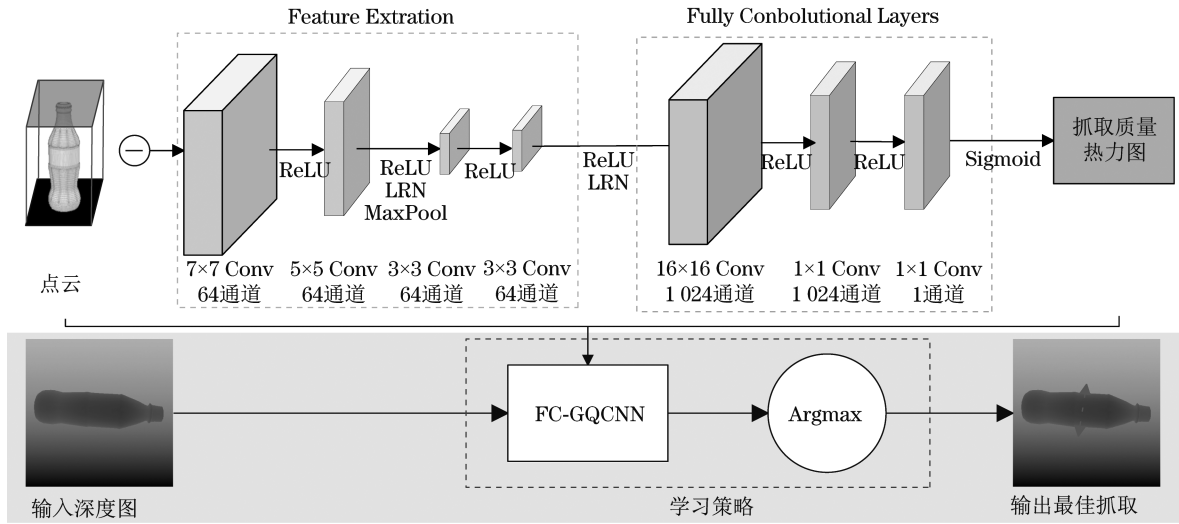 Feature Extration
Fully Conbolutional Layers
ReLU
ReLU
LRN
MaxPool
ReLU
ReLU
LRN
ReLU
ReLU
Sigmoid
抓取质量
热力图
点云
7×7 Conv
64通道
5×5 Conv
64通道
3×3 Conv
64通道
3×3 Conv
64通道
16×16 Conv
1 024通道
1×1 Conv
1 024通道
1×1 Conv
1通道
FC-GQCNN
Argmax
输入深度图
学习策略
输出最佳抓取